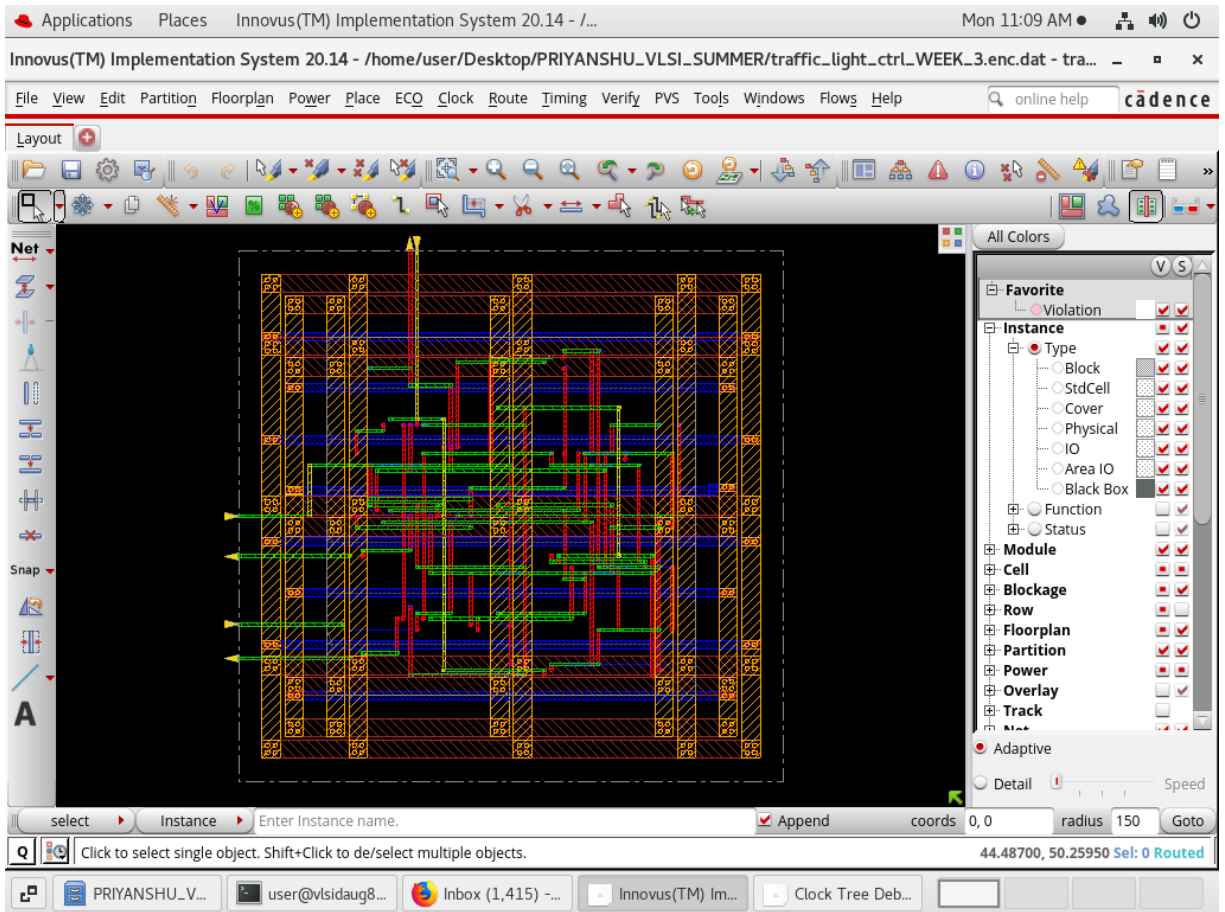 Applications Places Innovus(TM) Implementation System 20.14 - /... Mon 11:09 AM
Innovus(TM) Implementation System 20.14 - /home/user/Desktop/PRIYANSHU_VLSI_SUMMER/traffic_light_ctrl_WEEK_3.enc.dat - tra...
File View Edit Partition Floorplan Power Place ECO Clock Route Timing Verify PVS Tools Windows Flows Help online help cādence
Layout
Net
All Colors
V S
Favorite
Violation
Instance
Type
Block
StdCell
Cover
Physical
IO
Area IO
Black Box
Function
Status
Module
Cell
Blockage
Row
Floorplan
Partition
Power
Overlay
Track
Net
Snap
A
Adaptive
Detail Speed
select Instance Enter Instance name. Append coords 0, 0 radius 150 Goto
Q Click to select single object. Shift+Click to de/select multiple objects. 44.48700, 50.25950 Sel: 0 Routed
PRIYANSHU_V... user@vlsidaug8... Inbox (1,415) -... Innovus(TM) Im... Clock Tree Deb...